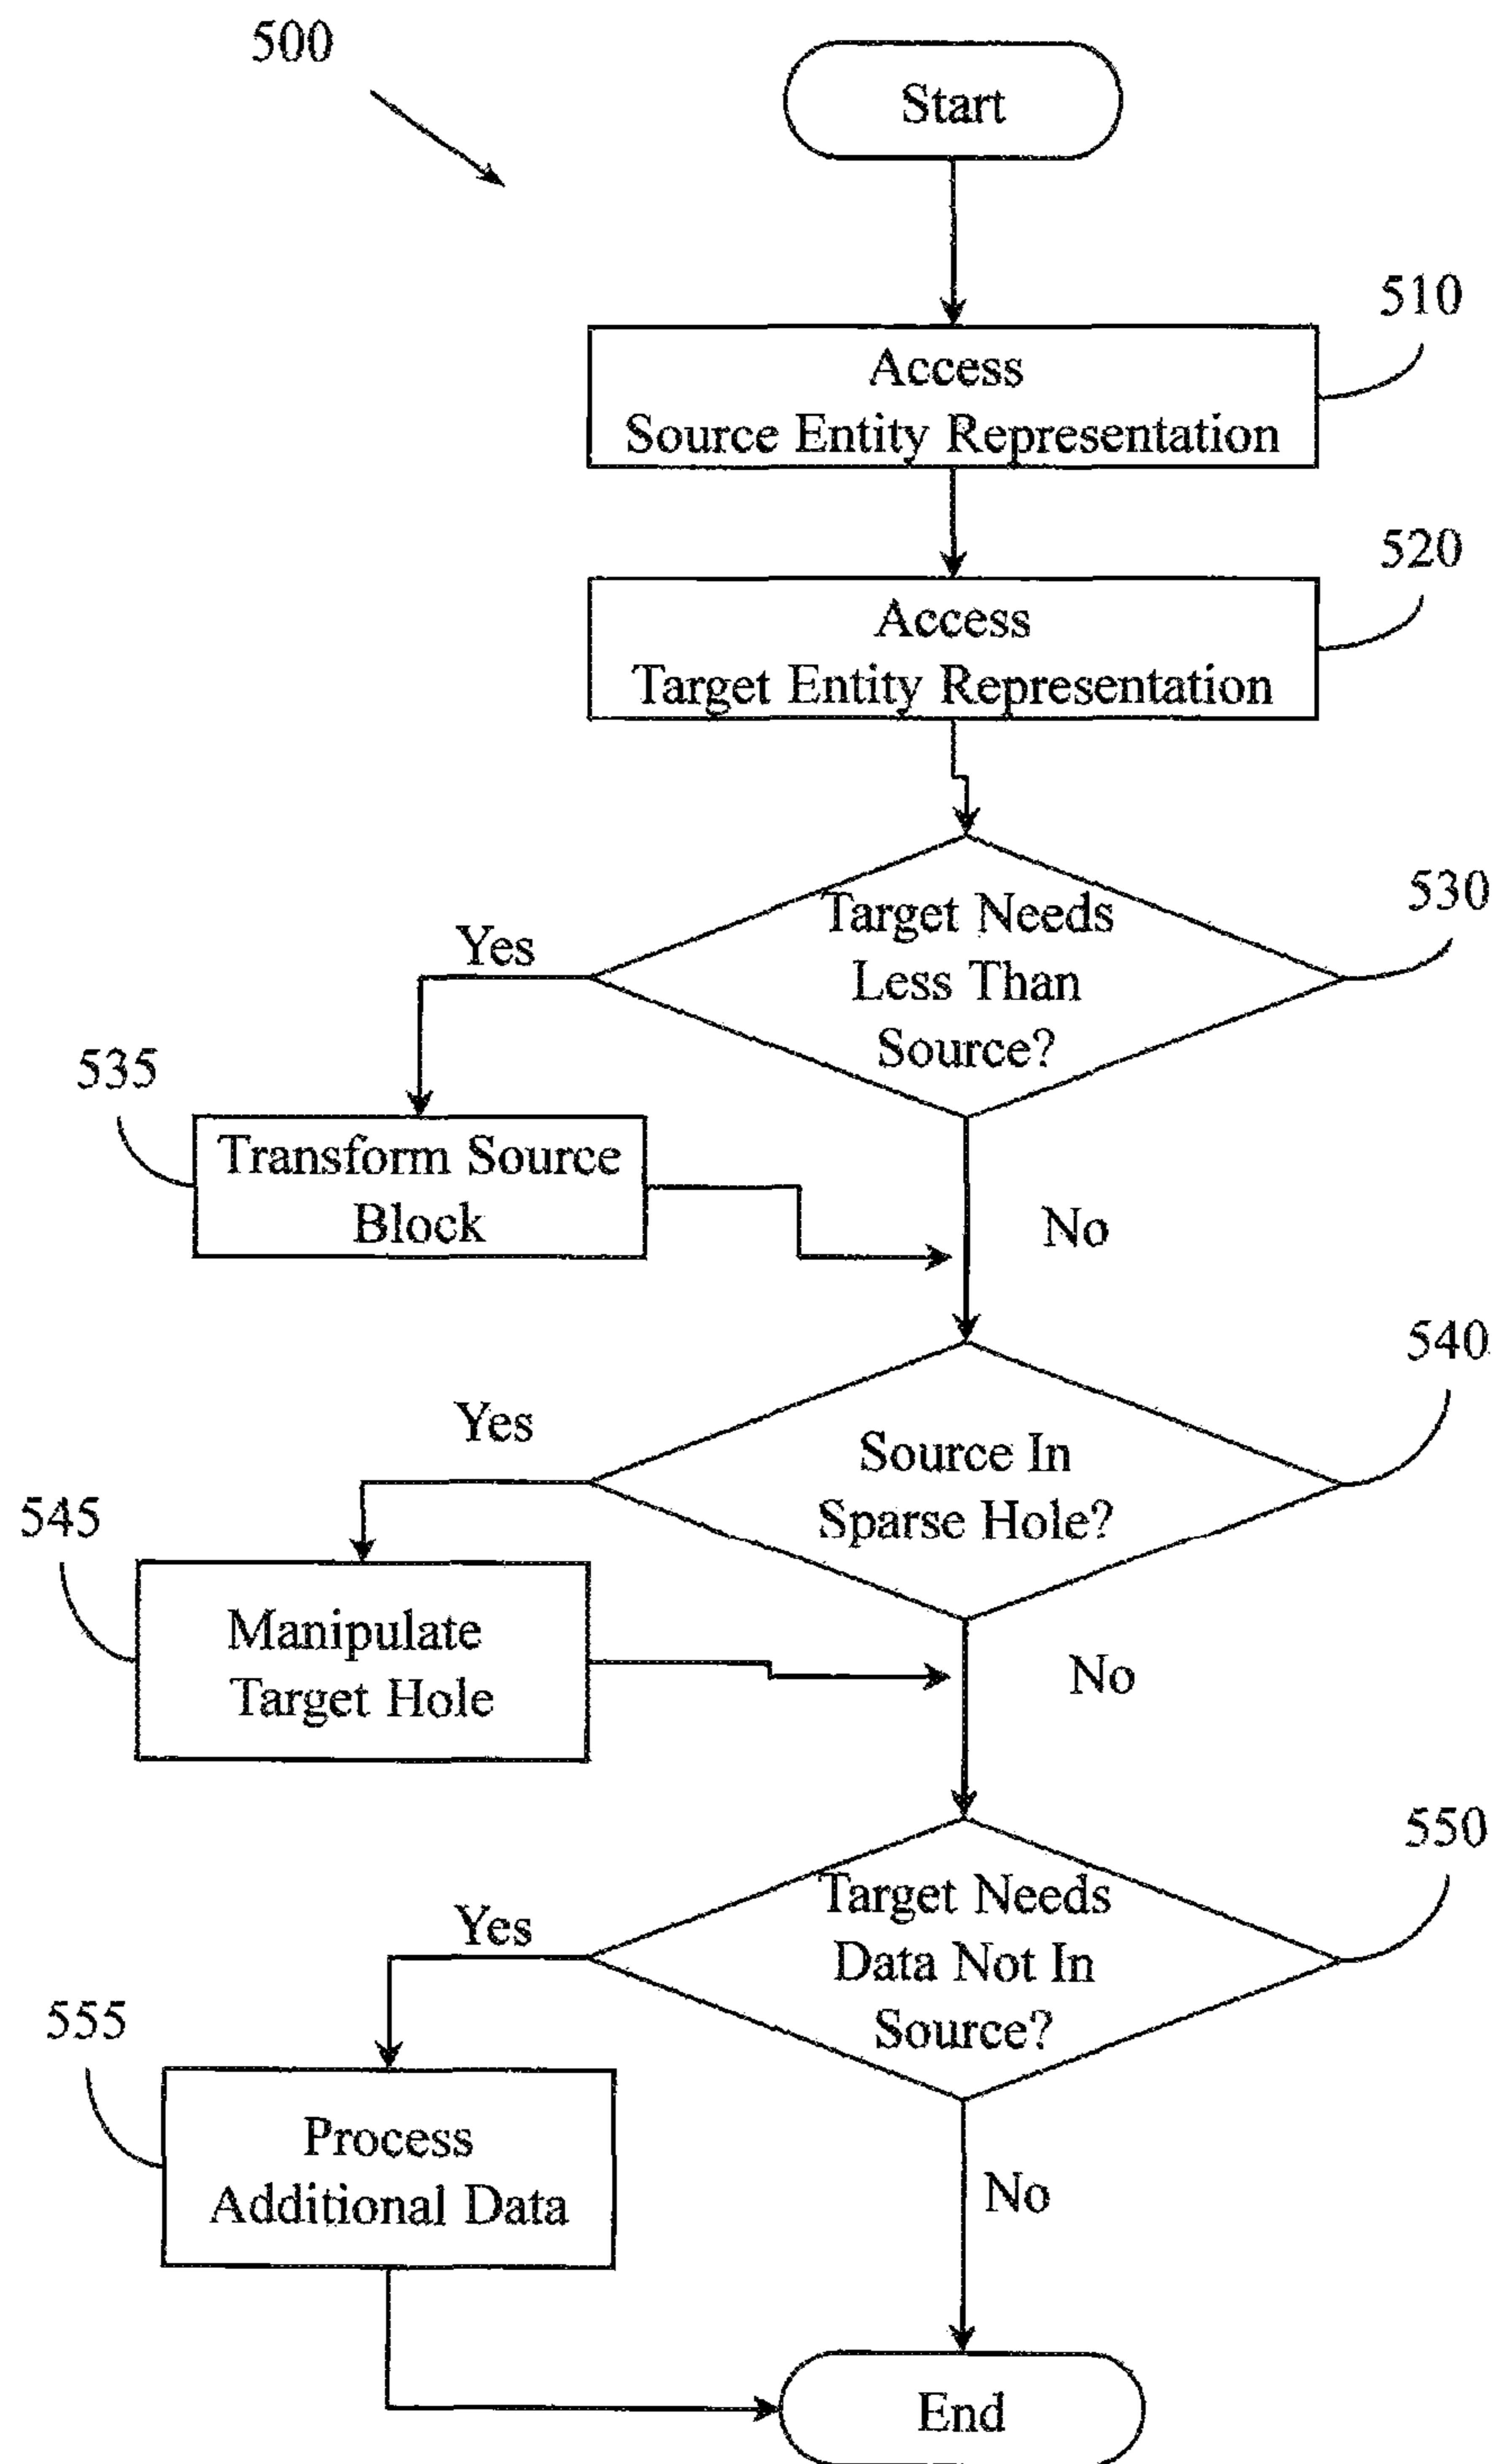 500
Start
510
Access
Source Entity Representation
520
Access
Target Entity Representation
530
Target Needs
Less Than
Source?
Yes
535
Transform Source
Block
No
540
Source In
Sparse Hole?
Yes
545
Manipulate
Target Hole
No
550
Target Needs
Data Not In
Source?
Yes
555
Process
Additional Data
No
End